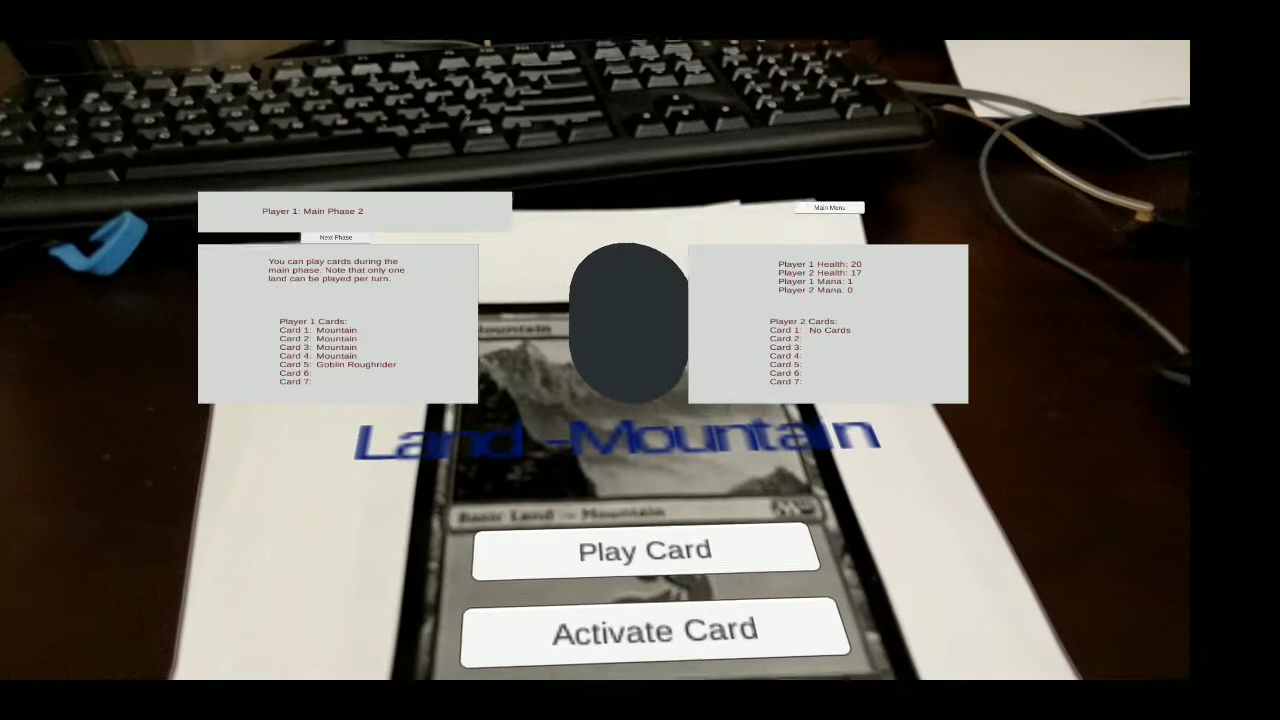 Player 1: Main Phase 2
Main Menu
Next Phase
You can play cards during the
main phase. Note that only one
land can be played per turn.
Player 1 Cards:
Card 1: Mountain
Card 2: Mountain
Card 3: Mountain
Card 4: Mountain
Card 5: Goblin Roughrider
Card 6:
Card 7:
Player 1 Health: 20
Player 2 Health: 17
Player 1 Mana: 1
Player 2 Mana: 0
Player 2 Cards:
Card 1: No Cards
Card 2:
Card 3:
Card 4:
Card 5:
Card 6:
Card 7:
Mountain
Land -Mountain
Basic Land — Mountain
Play Card
Activate Card